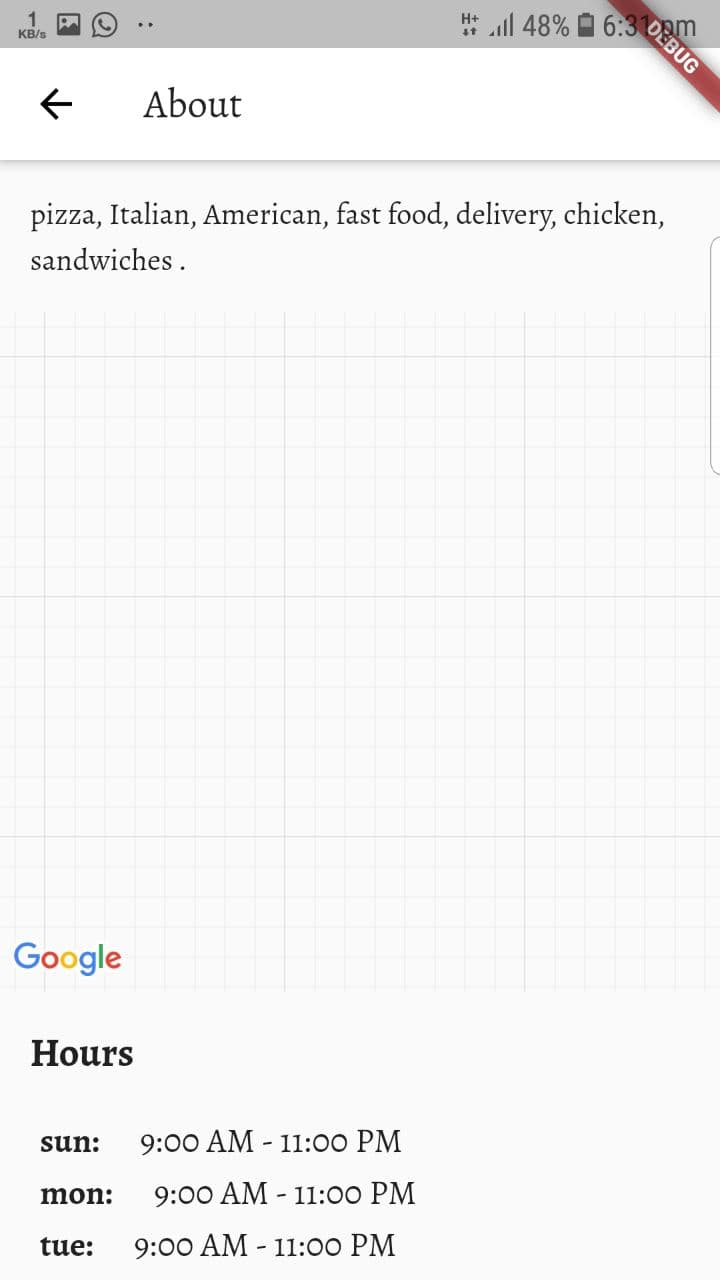 1
KB/s
H+
48%
6:31 pm
DEBUG
About
pizza, Italian, American, fast food, delivery, chicken,
sandwiches .
Google
Hours
sun: 9:00 AM - 11:00 PM
mon: 9:00 AM - 11:00 PM
tue: 9:00 AM - 11:00 PM